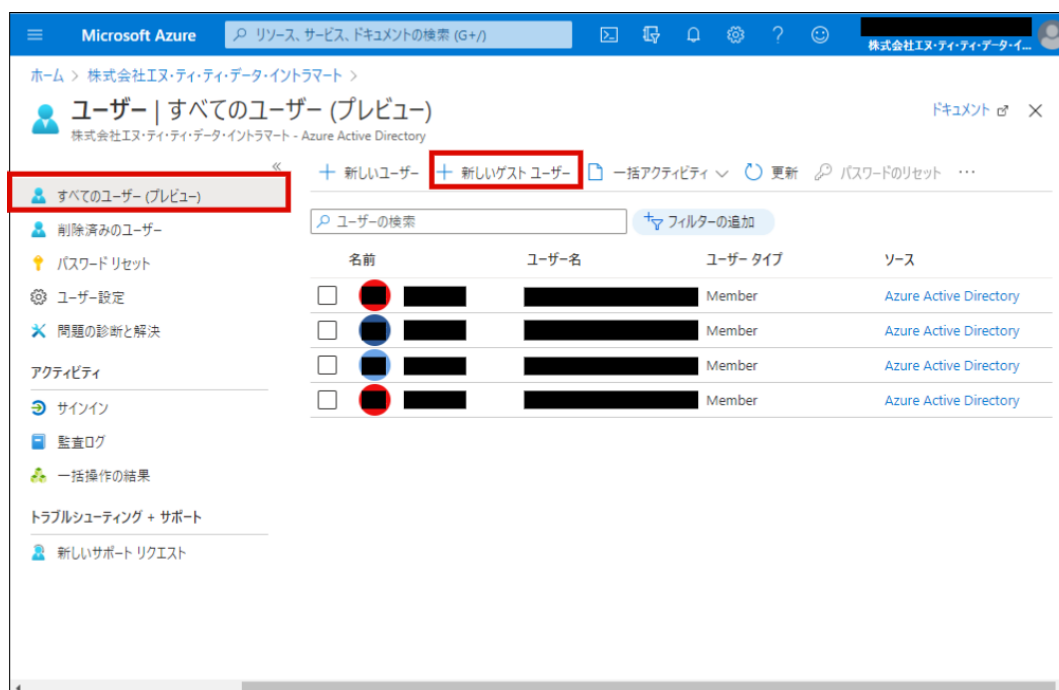 Microsoft Azure
リソース、サービス、ドキュメントの検索 (G+/)
株式会社エヌ・ティ・ティ・データ・イ...
ホーム > 株式会社エヌ・ティ・ティ・データ・イントラマート >
ユーザー | すべてのユーザー (プレビュー)
株式会社エヌ・ティ・ティ・データ・イントラマート - Azure Active Directory
ドキュメント
«
すべてのユーザー (プレビュー)
削除済みのユーザー
パスワード リセット
ユーザー設定
問題の診断と解決
アクティビティ
サインイン
監査ログ
一括操作の結果
トラブルシューティング + サポート
新しいサポート リクエスト
新しいユーザー 新しいゲスト ユーザー 一括アクティビティ 更新 パスワードのリセット ...
ユーザーの検索 フィルターの追加
名前 ユーザー名 ユーザー タイプ ソース
Member Azure Active Directory
Member Azure Active Directory
Member Azure Active Directory
Member Azure Active Directory